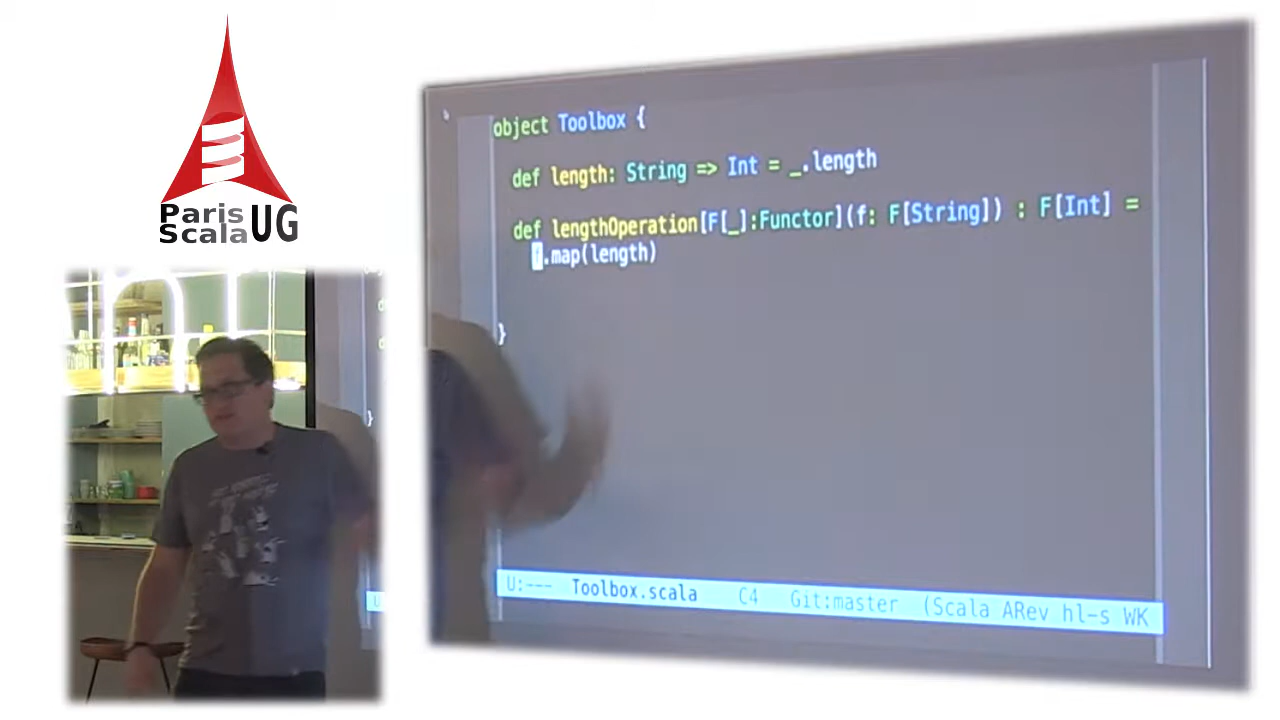 Paris
Scala UG
object Toolbox {
def length: String => Int = _.length
def lengthOperation[F[_]:Functor](f: F[String]) : F[Int] =
f.map(length)
}
U:--- Toolbox.scala C4 Git:master (Scala ARev hl-s WK